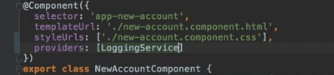 @Component({
selector: 'app-new-account',
templateUrl: './new-account.component.html',
styleUrls: ['./new-account.component.css'],
providers: [LoggingService]
})
export class NewAccountComponent {